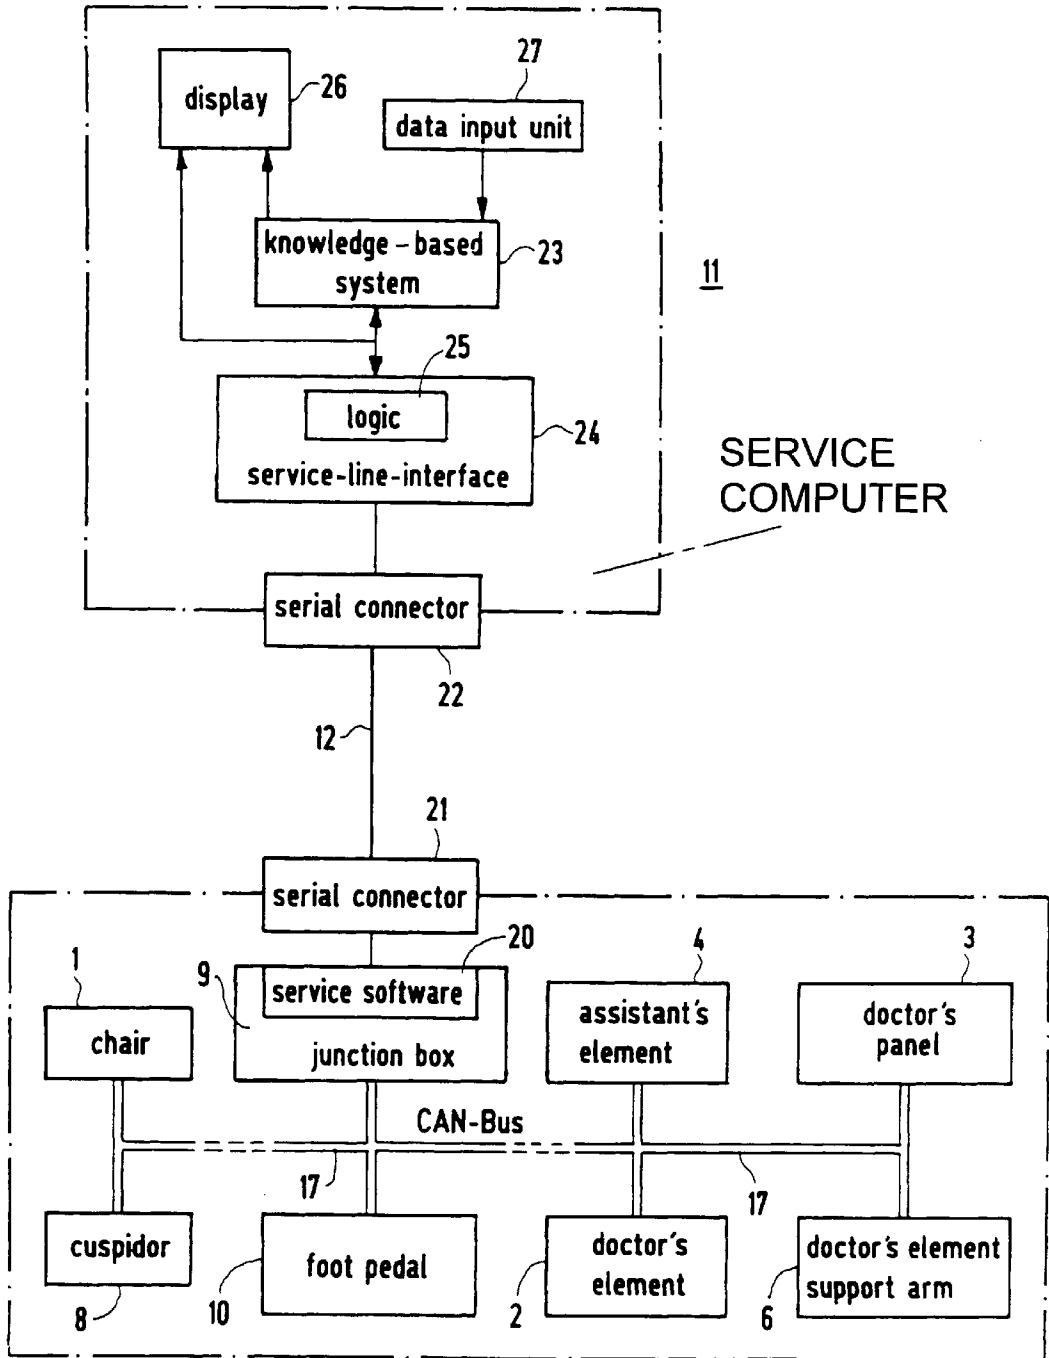 27
display
26
data input unit
knowledge-based
system
23
11
25
logic
24
service-line-interface
SERVICE
COMPUTER
serial connector
22
12
21
serial connector
20
4
3
1
9
service software
chair
junction box
assistant's
element
doctor's
panel
CAN-Bus
17
17
cuspidor
foot pedal
doctor's
element
doctor's element
support arm
8
10
2
6